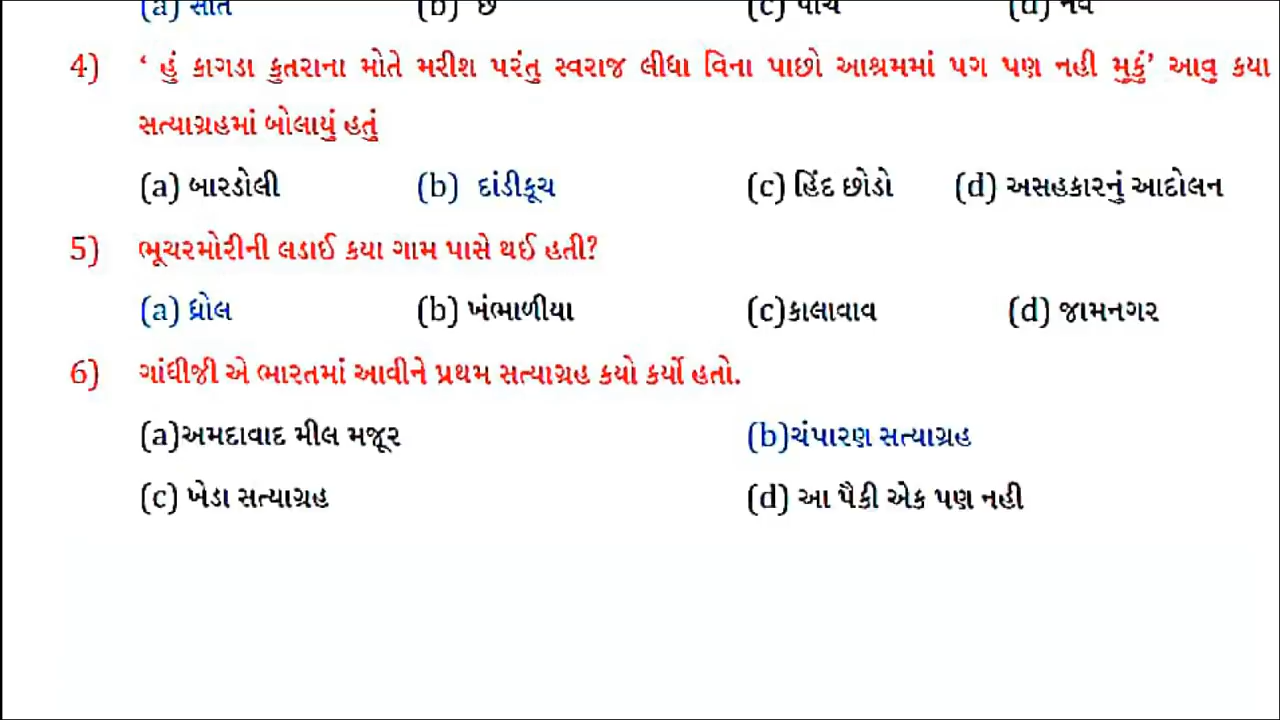 (a) સાત (b) છ (c) પાંચ (d) નવ
4) ‘ હું કાગડા કુતરાના મોતે મરીશ પરંતુ સ્વરાજ લીધા વિના પાછો આશ્રમમાં પગ પણ નહી મુકું’ આવુ કયા
સત્યાગ્રહમાં બોલાયું હતું
(a) બારડોલી (b) દાંડીકૂચ (c) હિંદ છોડો (d) અસહકારનું આદોલન
5) ભૂચરમોરીની લડાઈ કયા ગામ પાસે થઈ હતી?
(a) ધ્રોલ (b) ખંભાળીયા (c)કાલાવાવ (d) જામનગર
6) ગાંધીજી એ ભારતમાં આવીને પ્રથમ સત્યાગ્રહ કયો કર્યો હતો.
(a)અમદાવાદ મીલ મજૂર (b)ચંપારણ સત્યાગ્રહ
(c) ખેડા સત્યાગ્રહ (d) આ પૈકી એક પણ નહી